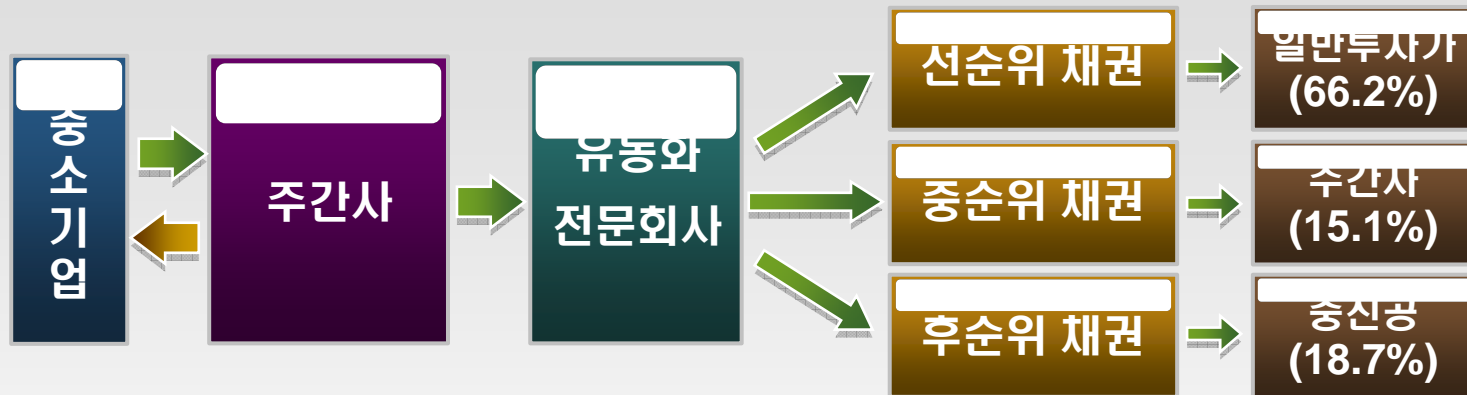 중
소
기
업
주간사
유동화
전문회사
선순위 채권
일반투자가
(66.2%)
중순위 채권
주간사
(15.1%)
후순위 채권
중진공
(18.7%)